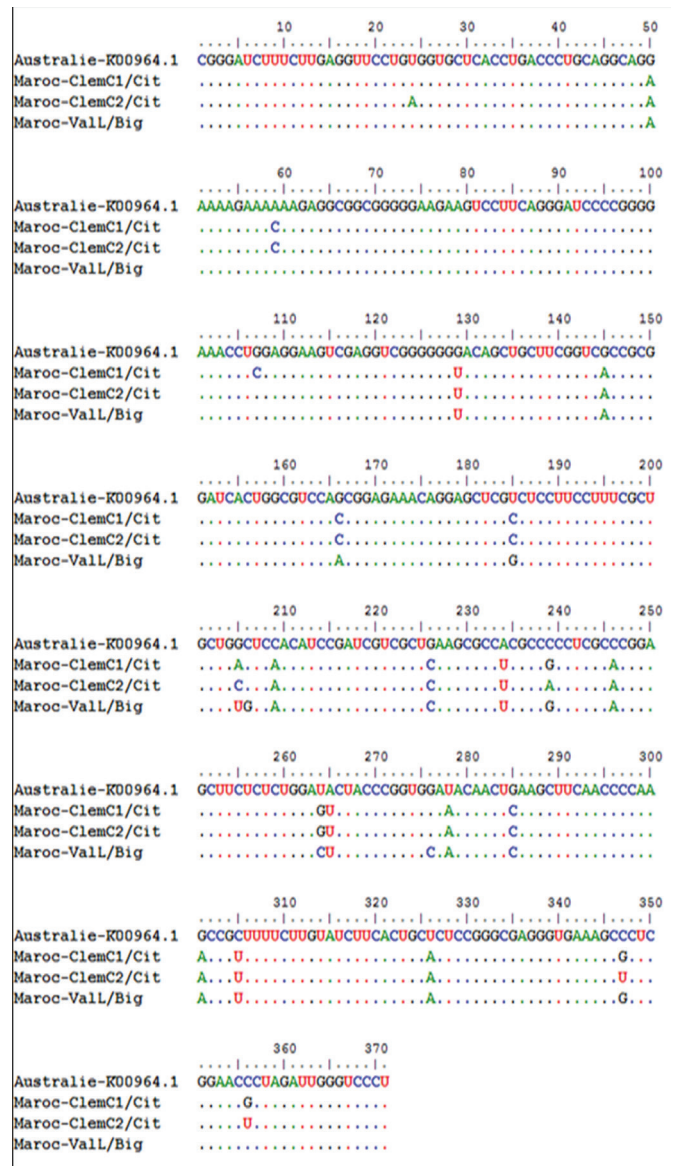 10 20 30 40 50
....|....|....|....|....|....|....|....|....|....|
Australie-K00964.1 CGGGAUCUUUCUUGAGGUUCCUGUGGUGCUCACCUGACCCUGCAGGCAGG
Maroc-ClemC1/Cit .................................................A
Maroc-ClemC2/Cit .......................A.........................A
Maroc-ValL/Big .................................................A
60 70 80 90 100
....|....|....|....|....|....|....|....|....|....|
Australie-K00964.1 AAAAGAAAAAAGAGGCGGCGGGGGAAGAAGUCCUUCAGGGAUCCCCGGGG
Maroc-ClemC1/Cit ........C.........................................
Maroc-ClemC2/Cit ........C.........................................
Maroc-ValL/Big ..................................................
110 120 130 140 150
....|....|....|....|....|....|....|....|....|....|
Australie-K00964.1 AAACCUGGAGGAAGUCGAGGUCGGGGGGGACAGCUGCUUCGGUCGCCGCG
Maroc-ClemC1/Cit ......C.....................U...............A.....
Maroc-ClemC2/Cit ............................U...............A.....
Maroc-ValL/Big ............................U...............A.....
160 170 180 190 200
....|....|....|....|....|....|....|....|....|....|
Australie-K00964.1 GAUCACUGGCGUCCAGCGGAGAAACAGGAGCUCGUCUCCUUCCUUUCGCU
Maroc-ClemC1/Cit ...............C..................C...............
Maroc-ClemC2/Cit ...............C..................C...............
Maroc-ValL/Big ...............A..................G...............
210 220 230 240 250
....|....|....|....|....|....|....|....|....|....|
Australie-K00964.1 GCUGGCUCCACAUCCGAUCGUCGCUGAAGCGCCACGCCCCCUCGCCCGGA
Maroc-ClemC1/Cit ....A...A................C.......U....G......A....
Maroc-ClemC2/Cit ....C...A................C.......U....A......A....
Maroc-ValL/Big ....UG..A................C.......U....G......A....
260 270 280 290 300
....|....|....|....|....|....|....|....|....|....|
Australie-K00964.1 GCUUCUCUCUGGAUACUACCCGGUGGAUACAACUGAAGCUUCAACCCCAA
Maroc-ClemC1/Cit .............GU............A......C...............
Maroc-ClemC2/Cit .............GU............A......C...............
Maroc-ValL/Big .............CU..........C.A......C...............
310 320 330 340 350
....|....|....|....|....|....|....|....|....|....|
Australie-K00964.1 GCCGCUUUUCUUGUAUCUUCACUGCUCUCCGGGCGAGGGUGAAAGCCCUC
Maroc-ClemC1/Cit A...U....................A....................G...
Maroc-ClemC2/Cit A...U....................A....................U...
Maroc-ValL/Big A...U....................A....................G...
360 370
....|....|....|....|.
Australie-K00964.1 GGAACCCUAGAUUGGGUCCCU
Maroc-ClemC1/Cit .....G...............
Maroc-ClemC2/Cit .....U...............
Maroc-ValL/Big .....................